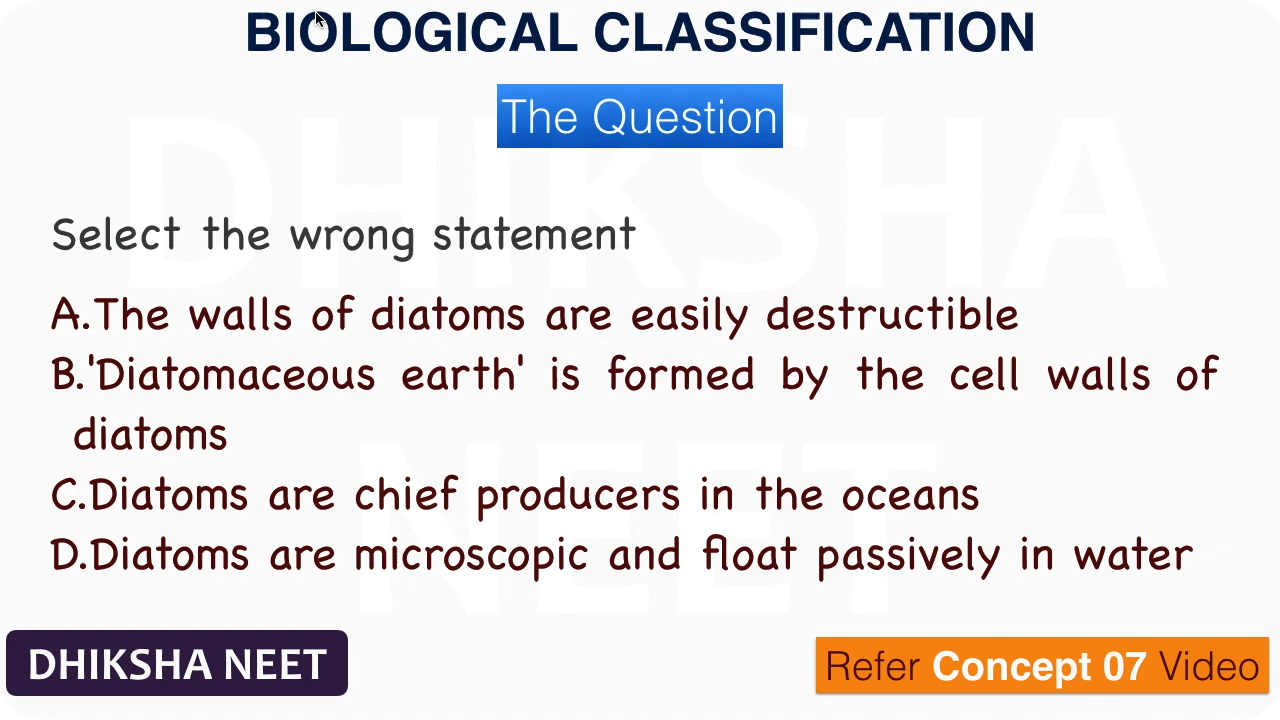 BIOLOGICAL CLASSIFICATION
The Question
Select the wrong statement
A.The walls of diatoms are easily destructible
B.'Diatomaceous earth' is formed by the cell walls of
diatoms
C.Diatoms are chief producers in the oceans
D.Diatoms are microscopic and float passively in water
DHIKSHA NEET
DHIKSHA NEET
Refer Concept 07 Video